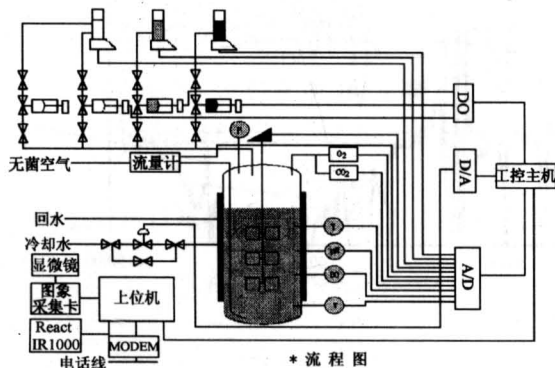 DO
P
O₂
CO₂
D/A
工控主机
无菌空气
流量计
回水
T
pH
DO
A/D
冷却水
显微镜
图象
采集卡
上位机
React
IR1000
MODEM
电话线
* 流 程 图